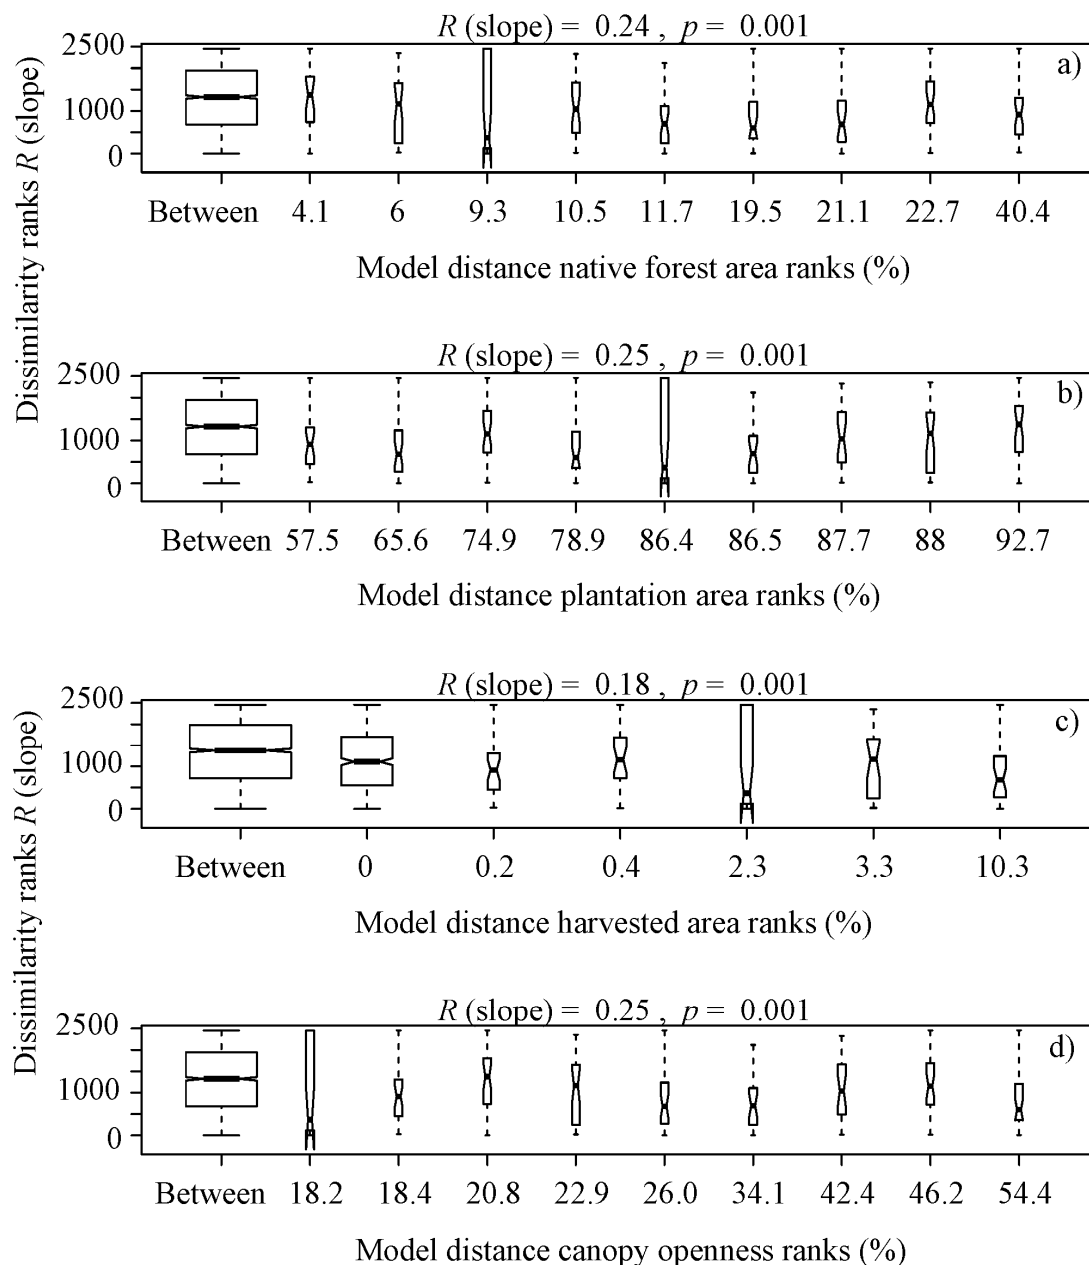 R (slope) = 0.24 , p = 0.001
a)
2500
1000
0
Between 4.1 6 9.3 10.5 11.7 19.5 21.1 22.7 40.4
Model distance native forest area ranks (%)
Dissimilarity ranks R (slope)
R (slope) = 0.25 , p = 0.001
b)
2500
1000
0
Between 57.5 65.6 74.9 78.9 86.4 86.5 87.7 88 92.7
Model distance plantation area ranks (%)
R (slope) = 0.18 , p = 0.001
c)
2500
1000
0
Between 0 0.2 0.4 2.3 3.3 10.3
Model distance harvested area ranks (%)
Dissimilarity ranks R (slope)
R (slope) = 0.25 , p = 0.001
d)
2500
1000
0
Between 18.2 18.4 20.8 22.9 26.0 34.1 42.4 46.2 54.4
Model distance canopy openness ranks (%)